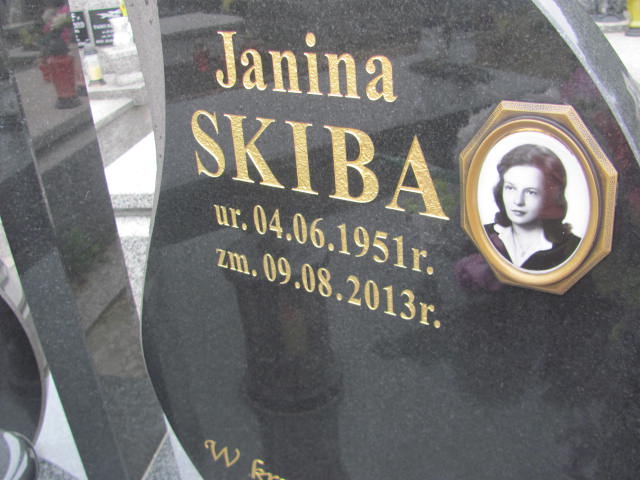 Janina
SKIBA
ur. 04.06.1951r.
zm. 09.08.2013r.
W